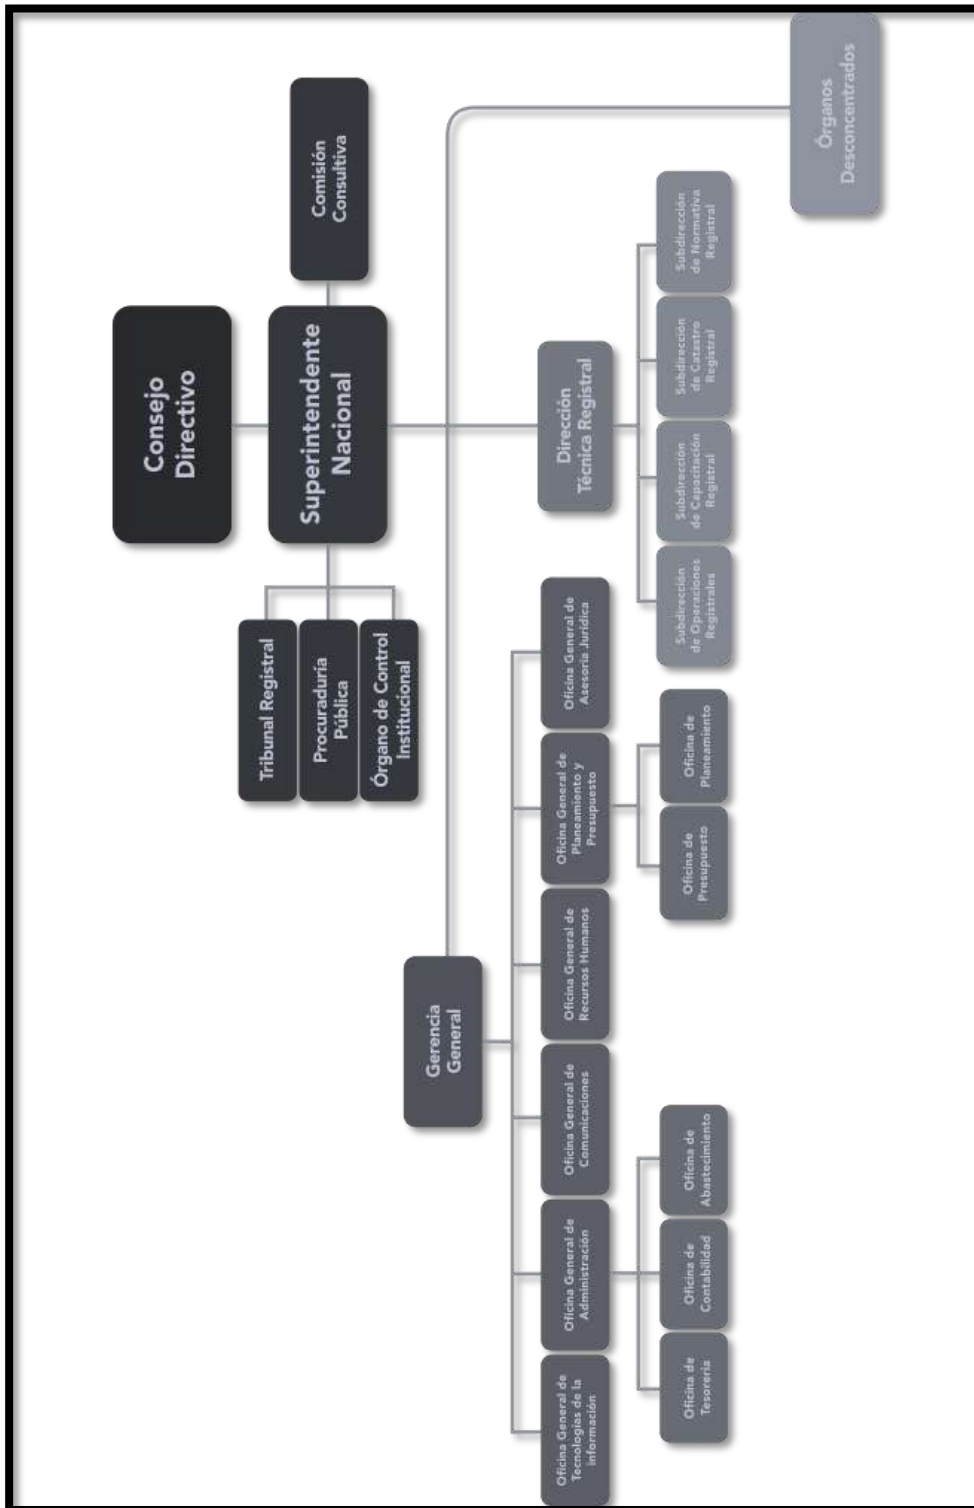 Consejo
Directivo
Superintendente
Nacional
Comisión
Consultiva
Tribunal Registral
Procuraduría
Pública
Órgano de Control
Institucional
Gerencia
General
Dirección
Técnica Registral
Órganos
Desconcentrados
Oficina General de
Tecnologías de la
información
Oficina General de
Administración
Oficina General de
Comunicaciones
Oficina General de
Recursos Humanos
Oficina General de
Planeamiento y
Presupuesto
Oficina General de
Asesoría Jurídica
Oficina de
Tesorería
Oficina de
Contabilidad
Oficina de
Abastecimiento
Oficina de
Presupuesto
Oficina de
Planeamiento
Subdirección
de Operaciones
Registrales
Subdirección
de Capacitación
Registral
Subdirección
de Catastro
Registral
Subdirección
de Normativa
Registral